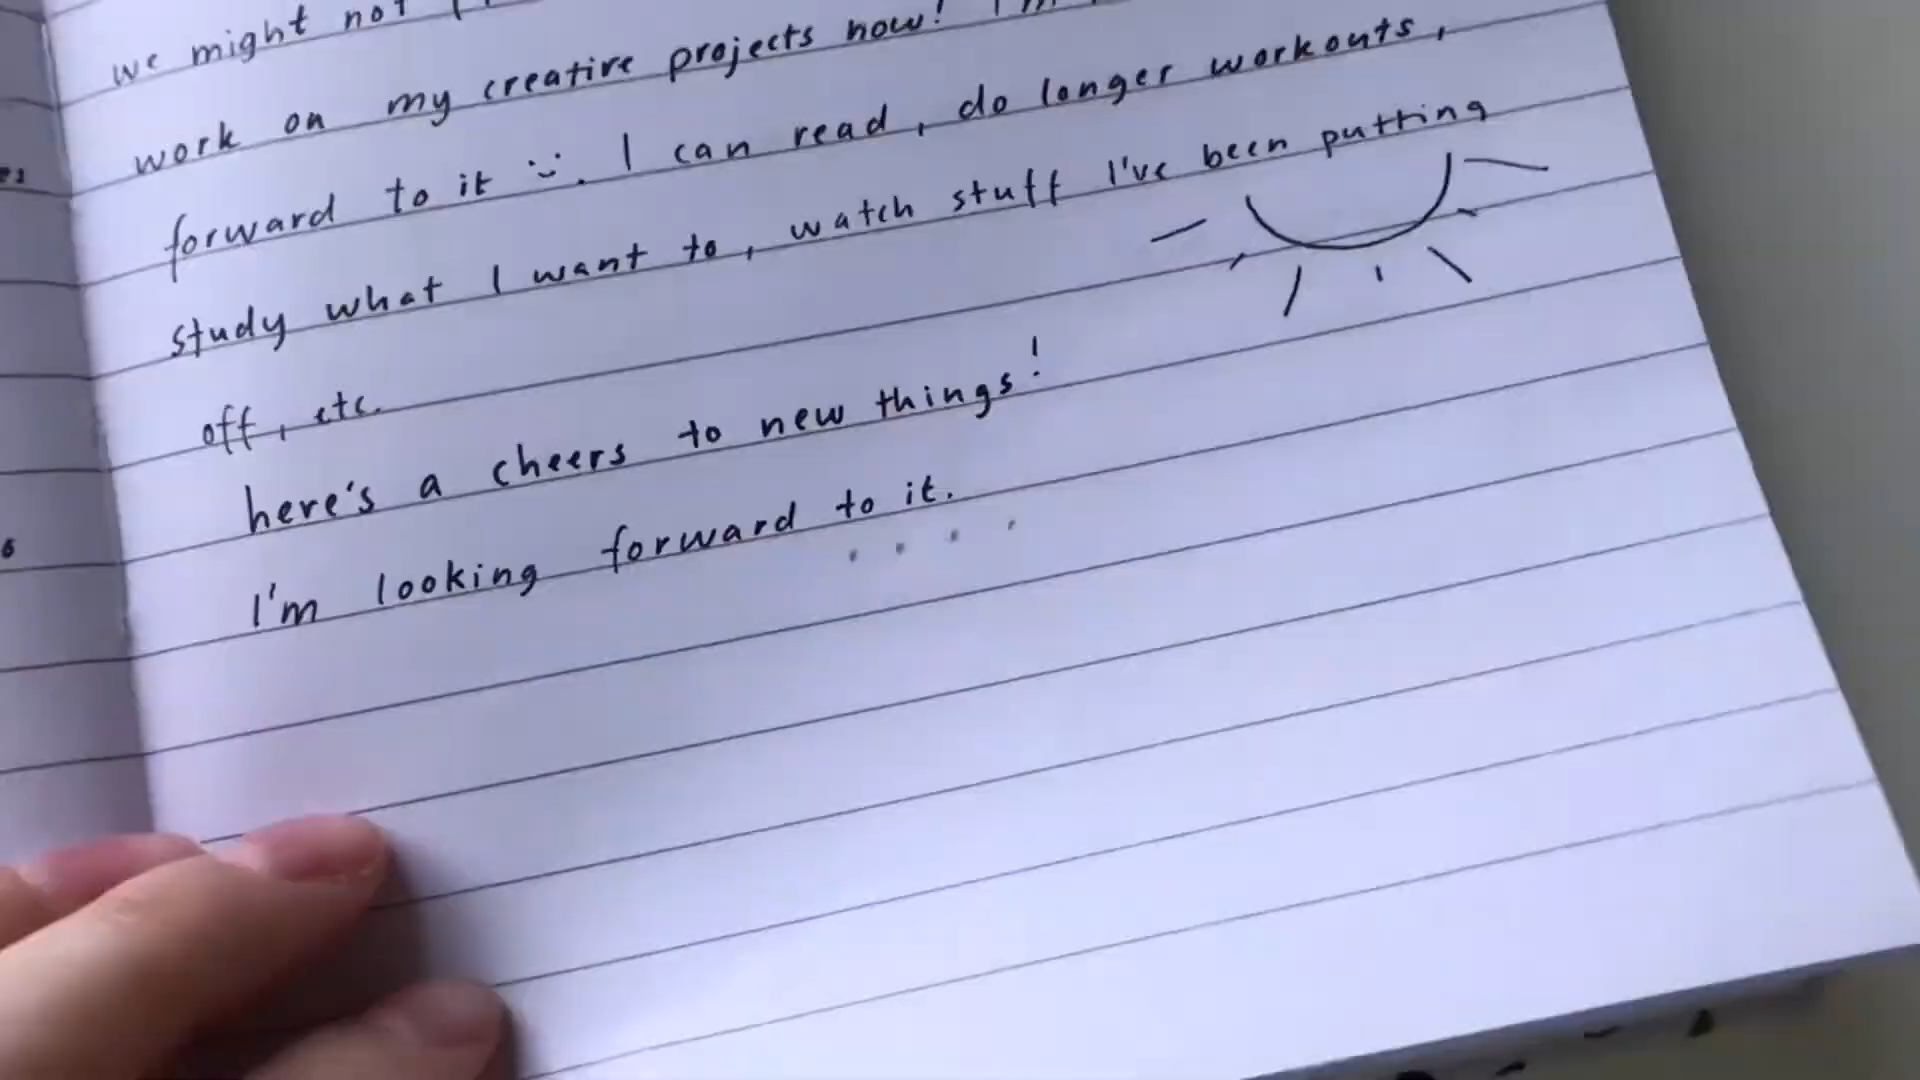 we might not
work on my creative projects now! I'm
forward to it :). I can read, do longer workouts,
study what I want to, watch stuff I've been putting
off, etc.
here's a cheers to new things!
I'm looking forward to it.